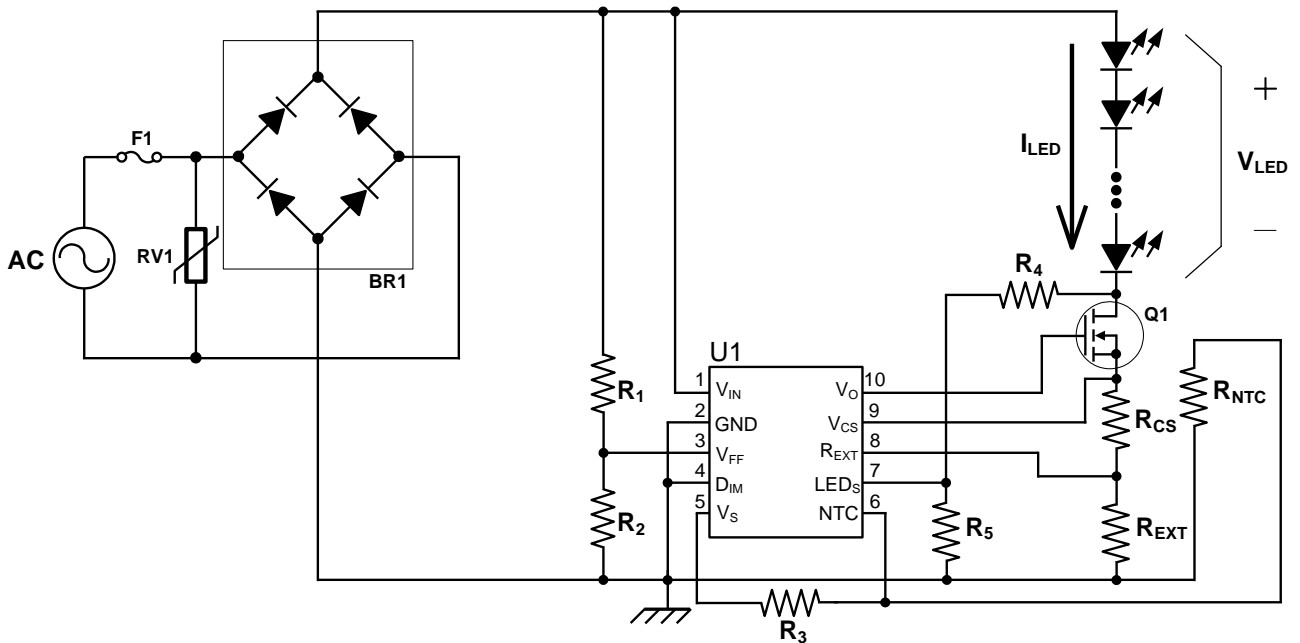 F1
AC
RV1
BR1
I_LED
+
V_LED
−
R4
Q1
U1
R1
R2
1 V_IN
2 GND
3 V_FF
4 D_IM
5 V_S
V_O 10
V_CS 9
R_EXT 8
LED_S 7
NTC 6
R_CS
R_NTC
R5
R_EXT
R3